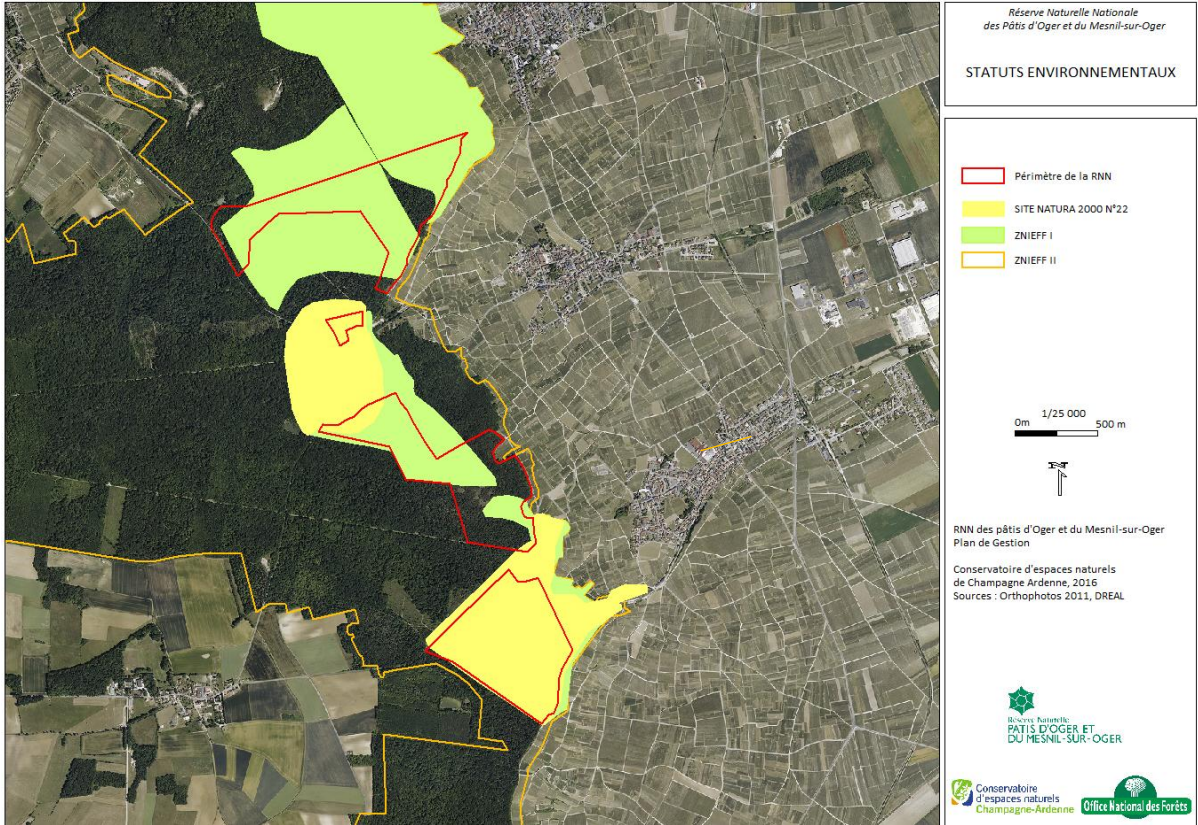 Réserve Naturelle Nationale
des Pâtis d'Oger et du Mesnil-sur-Oger
STATUTS ENVIRONNEMENTAUX
Périmètre de la RNN
SITE NATURA 2000 N°22
ZNIEFF I
ZNIEFF II
1/25 000
0m 500 m
N
RNN des pâtis d'Oger et du Mesnil-sur-Oger
Plan de Gestion
Conservatoire d'espaces naturels
de Champagne Ardenne, 2016
Sources : Orthophotos 2011, DREAL
Réserve Naturelle
PATIS D'OGER ET
DU MESNIL-SUR-OGER
Conservatoire
d'espaces naturels
Champagne-Ardenne
Office National des Forêts